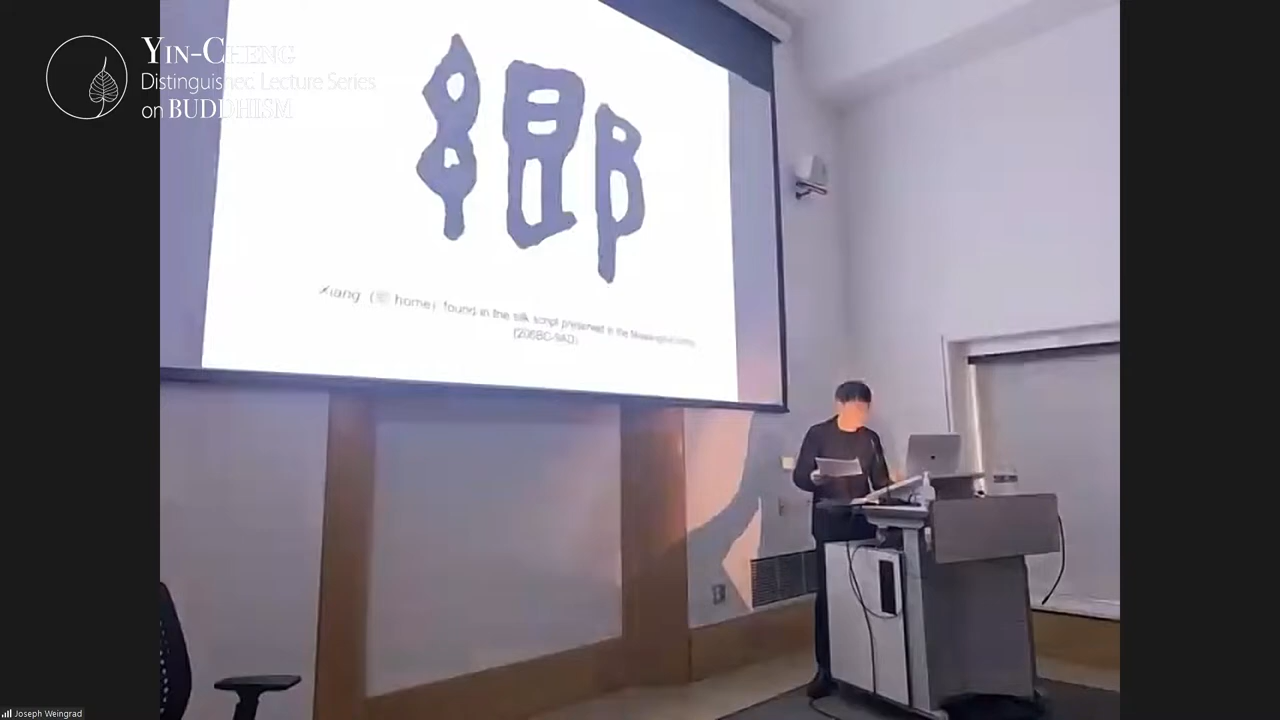 YIN-CHENG
Distinguished Lecture Series
on BUDDHISM
鄉
Xiang ( home) found in the silk script presented in the
(206BC-9AD)
Joseph Weingrad